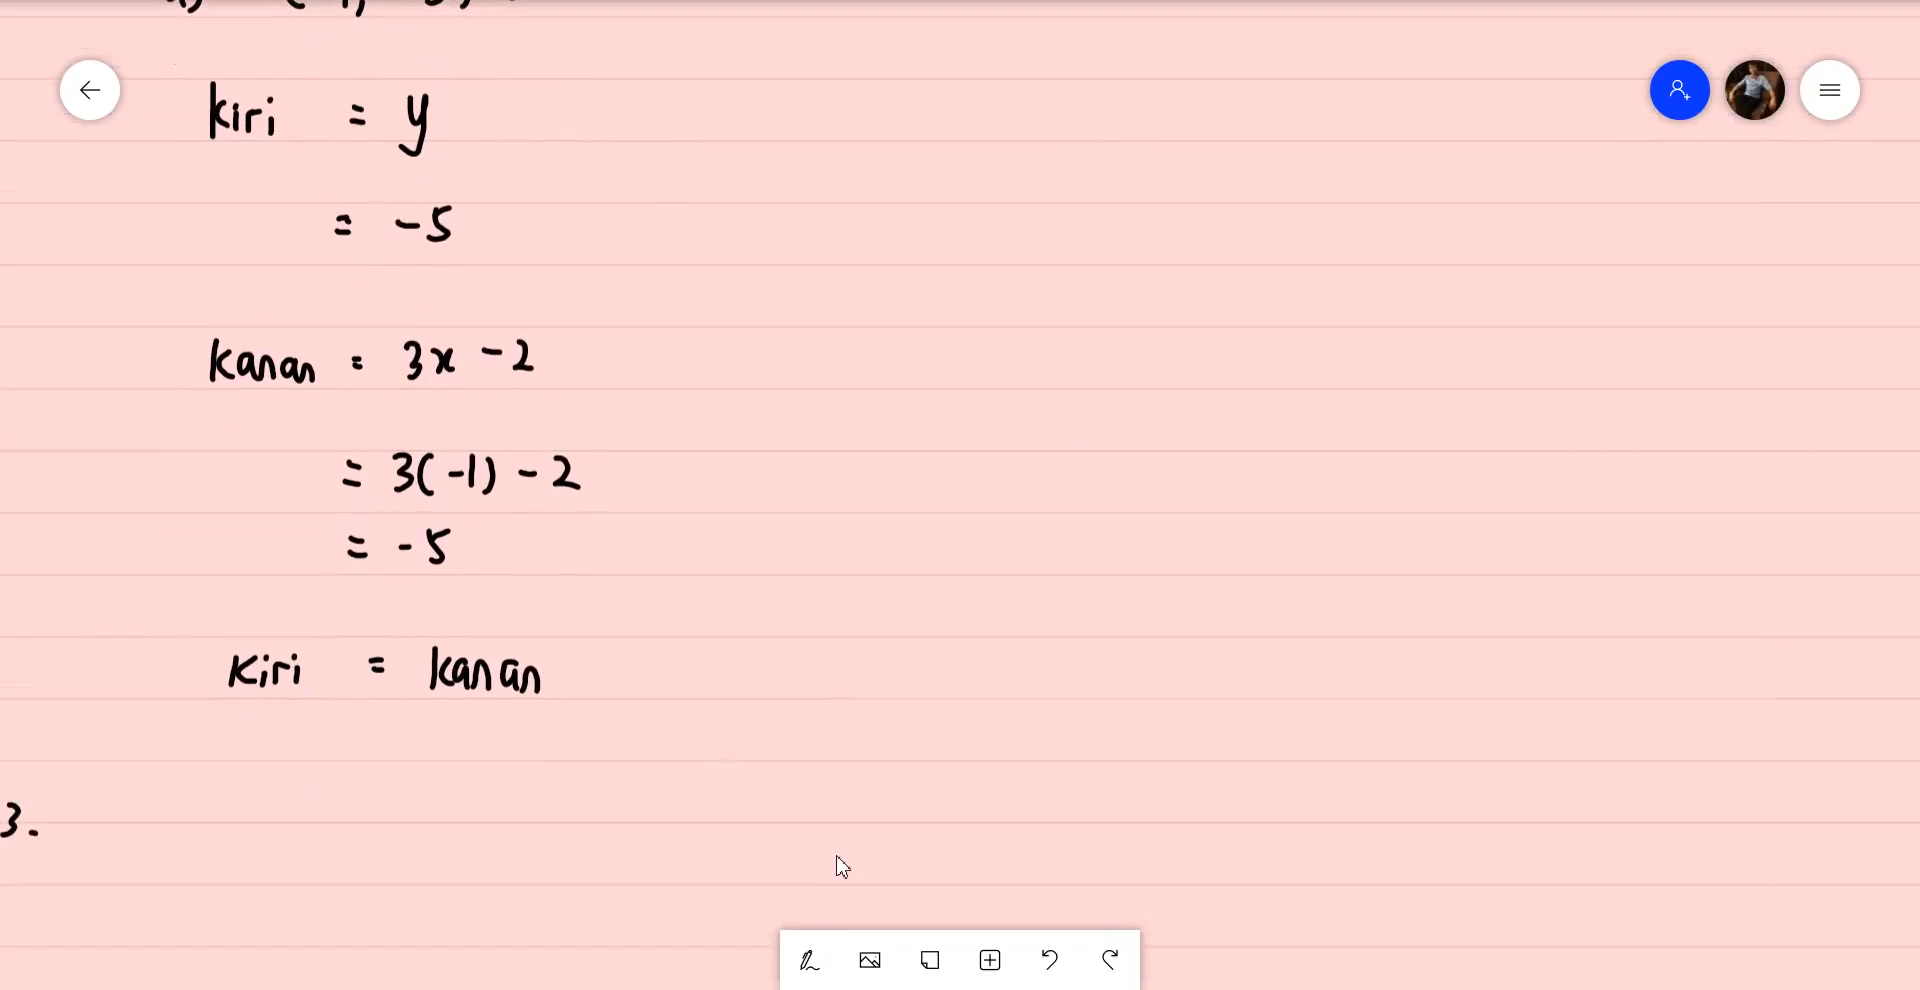 kiri = y
= -5
kanan = 3x - 2
= 3(-1) - 2
= -5
kiri = kanan
3.